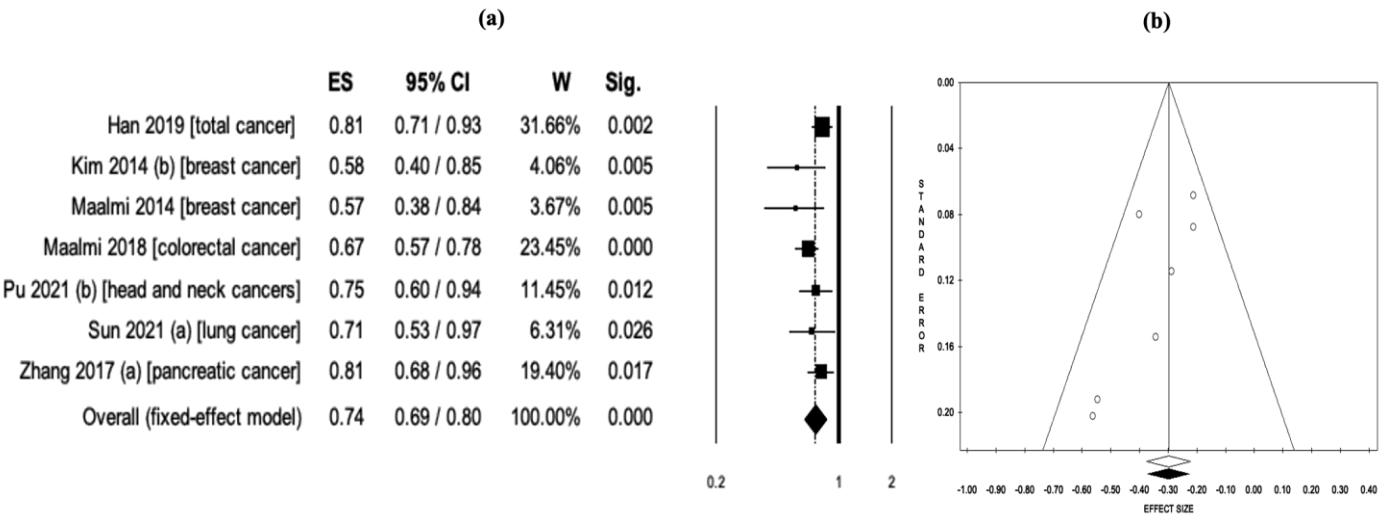 (a)
ES 95% CI W Sig.
Han 2019 [total cancer] 0.81 0.71 / 0.93 31.66% 0.002
Kim 2014 (b) [breast cancer] 0.58 0.40 / 0.85 4.06% 0.005
Maalmi 2014 [breast cancer] 0.57 0.38 / 0.84 3.67% 0.005
Maalmi 2018 [colorectal cancer] 0.67 0.57 / 0.78 23.45% 0.000
Pu 2021 (b) [head and neck cancers] 0.75 0.60 / 0.94 11.45% 0.012
Sun 2021 (a) [lung cancer] 0.71 0.53 / 0.97 6.31% 0.026
Zhang 2017 (a) [pancreatic cancer] 0.81 0.68 / 0.96 19.40% 0.017
Overall (fixed-effect model) 0.74 0.69 / 0.80 100.00% 0.000
0.2 1 2
(b)
STANDARD ERROR
0.00
0.04
0.08
0.12
0.16
0.20
-1.00 -0.90 -0.80 -0.70 -0.60 -0.50 -0.40 -0.30 -0.20 -0.10 0.00 0.10 0.20 0.30 0.40
EFFECT SIZE